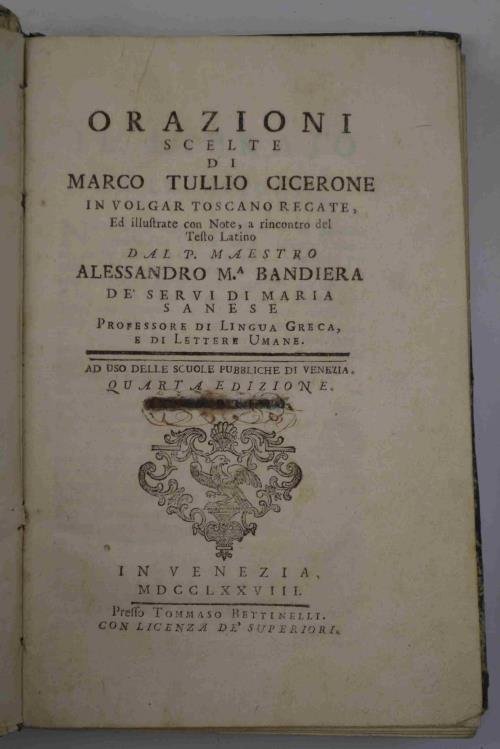 ORAZIONI
SCELTE
DI
MARCO TULLIO CICERONE
IN VOLGAR TOSCANO RECATE,
Ed illuſtrate con Note, a rincontro del
Teſto Latino
DAL P. MAESTRO
ALESSANDRO M.ᴬ BANDIERA
DE' SERVI DI MARIA
SANESE
PROFESSORE DI LINGUA GRECA,
E DI LETTERE UMANE.
AD USO DELLE SCUOLE PUBBLICHE DI VENEZIA.
QUARTA EDIZIONE.
IN VENEZIA,
MDCCLXXVIII.
Preſſo TOMMASO BETTINELLI.
CON LICENZA DE' SUPERIORI.